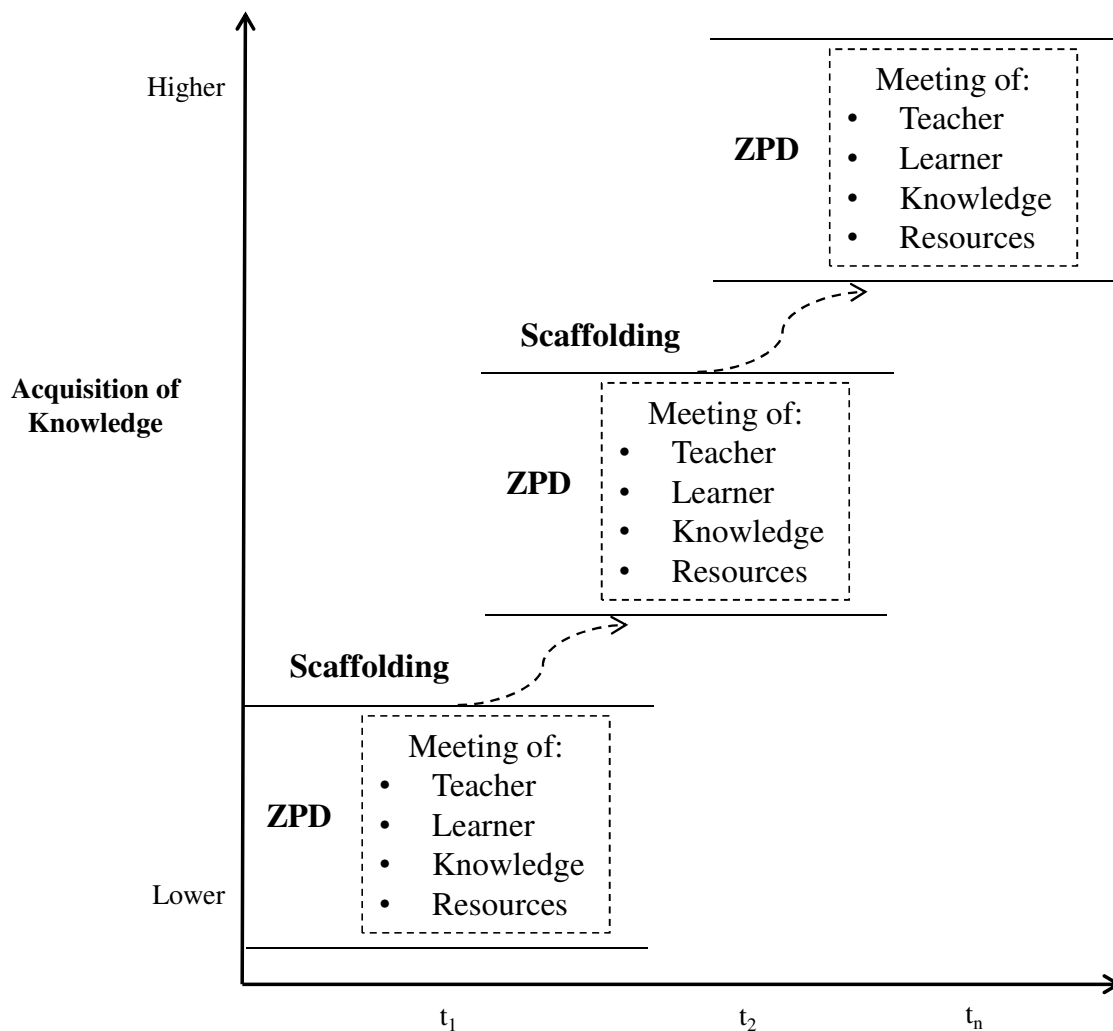 Higher
Meeting of:
• Teacher
ZPD
• Learner
• Knowledge
• Resources
Scaffolding
Acquisition of
Knowledge
Meeting of:
• Teacher
ZPD
• Learner
• Knowledge
• Resources
Scaffolding
Meeting of:
• Teacher
ZPD
• Learner
• Knowledge
Lower
• Resources
t1
t2
tn